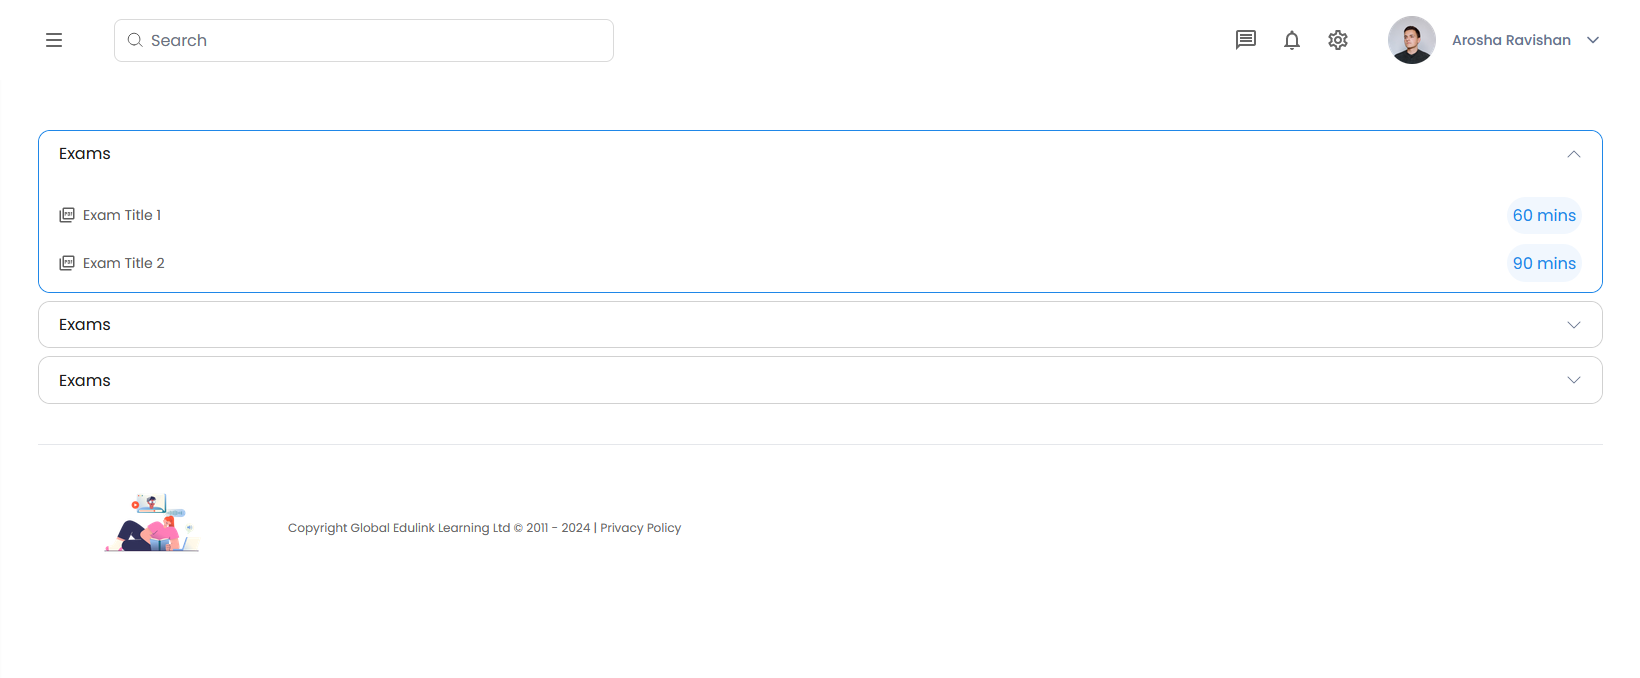 Search
Arosha Ravishan
Exams
Exam Title 1
60 mins
Exam Title 2
90 mins
Exams
Exams
Copyright Global Edulink Learning Ltd © 2011 - 2024 | Privacy Policy